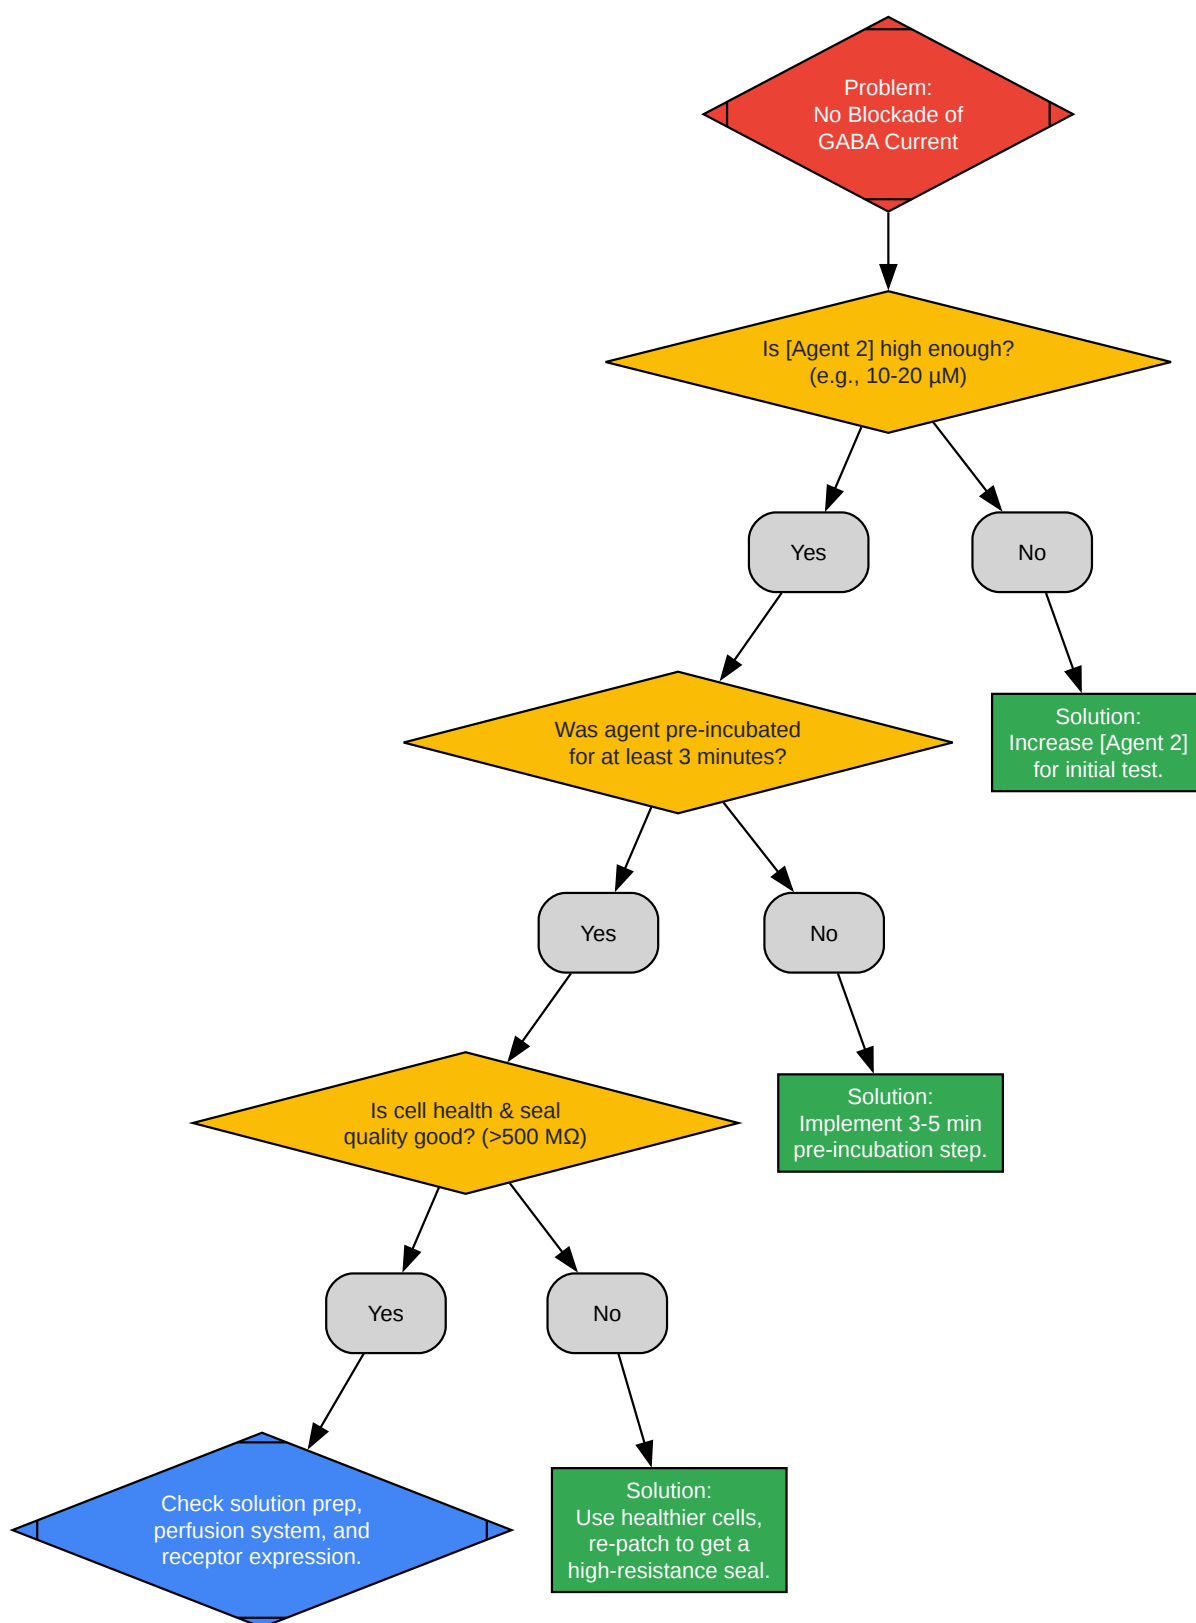 Problem:
No Blockade of
GABA Current
Is [Agent 2] high enough?
(e.g., 10-20 µM)
Yes
No
Solution:
Increase [Agent 2]
for initial test.
Was agent pre-incubated
for at least 3 minutes?
Yes
No
Solution:
Implement 3-5 min
pre-incubation step.
Is cell health & seal
quality good? (>500 MΩ)
Yes
No
Check solution prep,
perfusion system, and
receptor expression.
Solution:
Use healthier cells,
re-patch to get a
high-resistance seal.